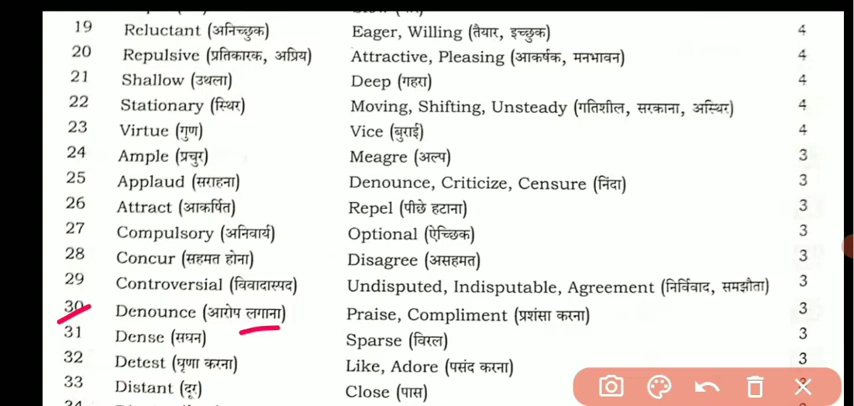 19 Reluctant (अनिच्छुक) Eager, Willing (तैयार, इच्छुक) 4
20 Repulsive (प्रतिकारक, अप्रिय) Attractive, Pleasing (आकर्षक, मनभावन) 4
21 Shallow (उथला) Deep (गहरा) 4
22 Stationary (स्थिर) Moving, Shifting, Unsteady (गतिशील, सरकाना, अस्थिर) 4
23 Virtue (गुण) Vice (बुराई) 4
24 Ample (प्रचुर) Meagre (अल्प) 3
25 Applaud (सराहना) Denounce, Criticize, Censure (निंदा) 3
26 Attract (आकर्षित) Repel (पीछे हटाना) 3
27 Compulsory (अनिवार्य) Optional (ऐच्छिक) 3
28 Concur (सहमत होना) Disagree (असहमत) 3
29 Controversial (विवादास्पद) Undisputed, Indisputable, Agreement (निर्विवाद, समझौता) 3
30 Denounce (आरोप लगाना) Praise, Compliment (प्रशंसा करना) 3
31 Dense (सघन) Sparse (विरल) 3
32 Detest (घृणा करना) Like, Adore (पसंद करना) 3
33 Distant (दूर) Close (पास)